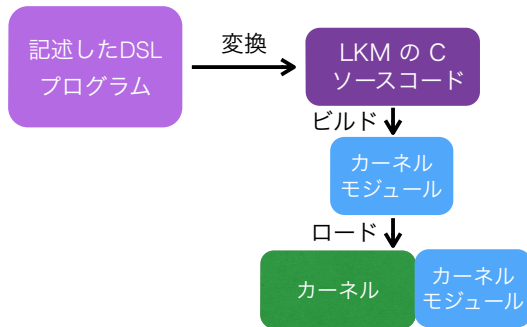 記述したDSL
プログラム
変換
LKM の C
ソースコード
ビルド
カーネル
モジュール
ロード
カーネル
カーネル
モジュール